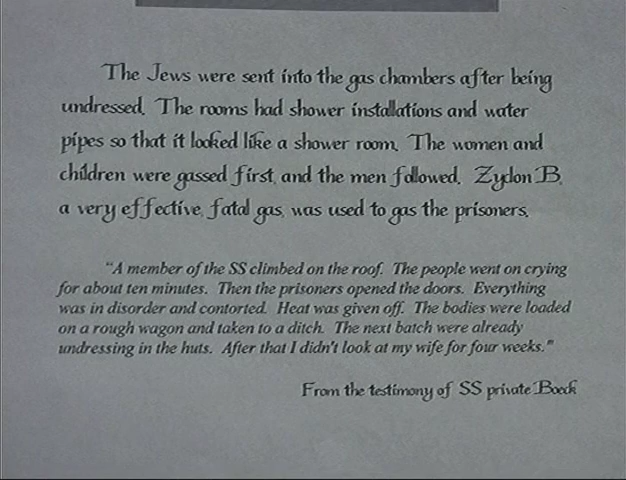 The Jews were sent into the gas chambers after being
undressed. The rooms had shower installations and water
pipes so that it looked like a shower room. The women and
children were gassed first, and the men followed. Zyclon B,
a very effective, fatal gas, was used to gas the prisoners.
"A member of the SS climbed on the roof. The people went on crying
for about ten minutes. Then the prisoners opened the doors. Everything
was in disorder and contorted. Heat was given off. The bodies were loaded
on a rough wagon and taken to a ditch. The next batch were already
undressing in the huts. After that I didn't look at my wife for four weeks."
From the testimony of SS private Boeck